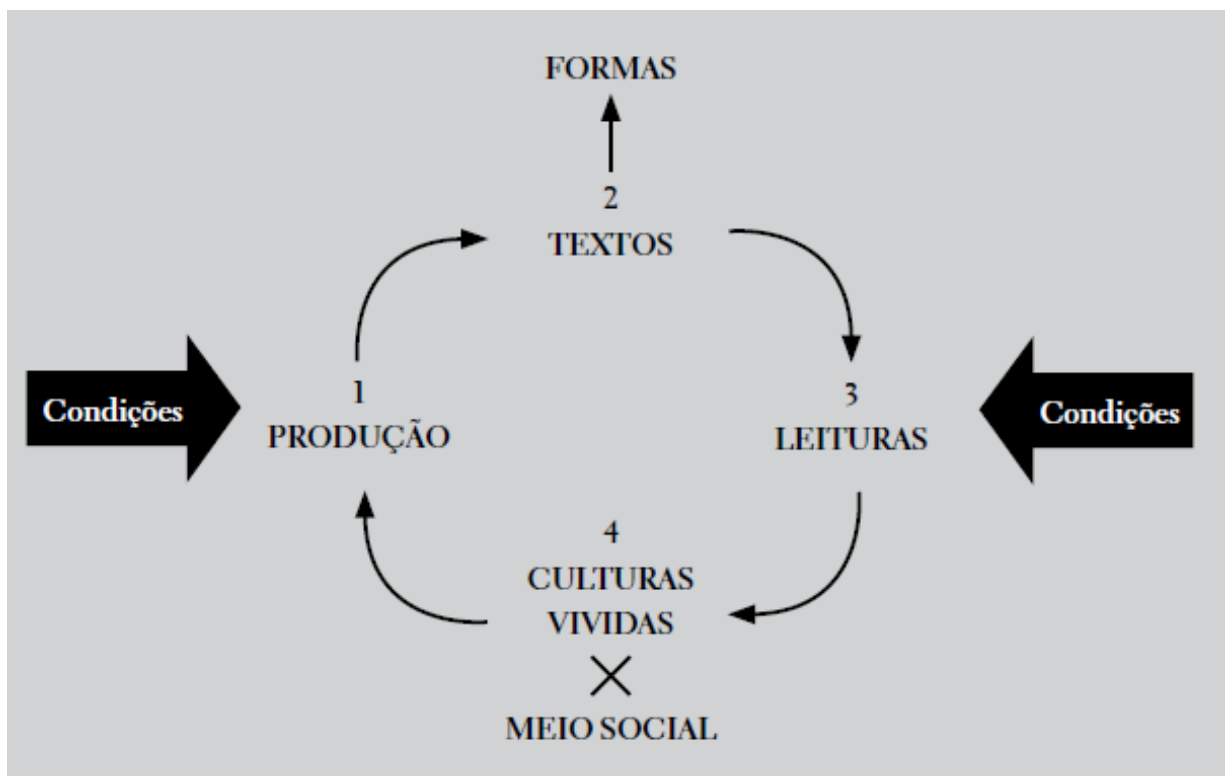 FORMAS
2
TEXTOS
Condições
1
PRODUÇÃO
3
LEITURAS
Condições
4
CULTURAS
VIVIDAS
MEIO SOCIAL